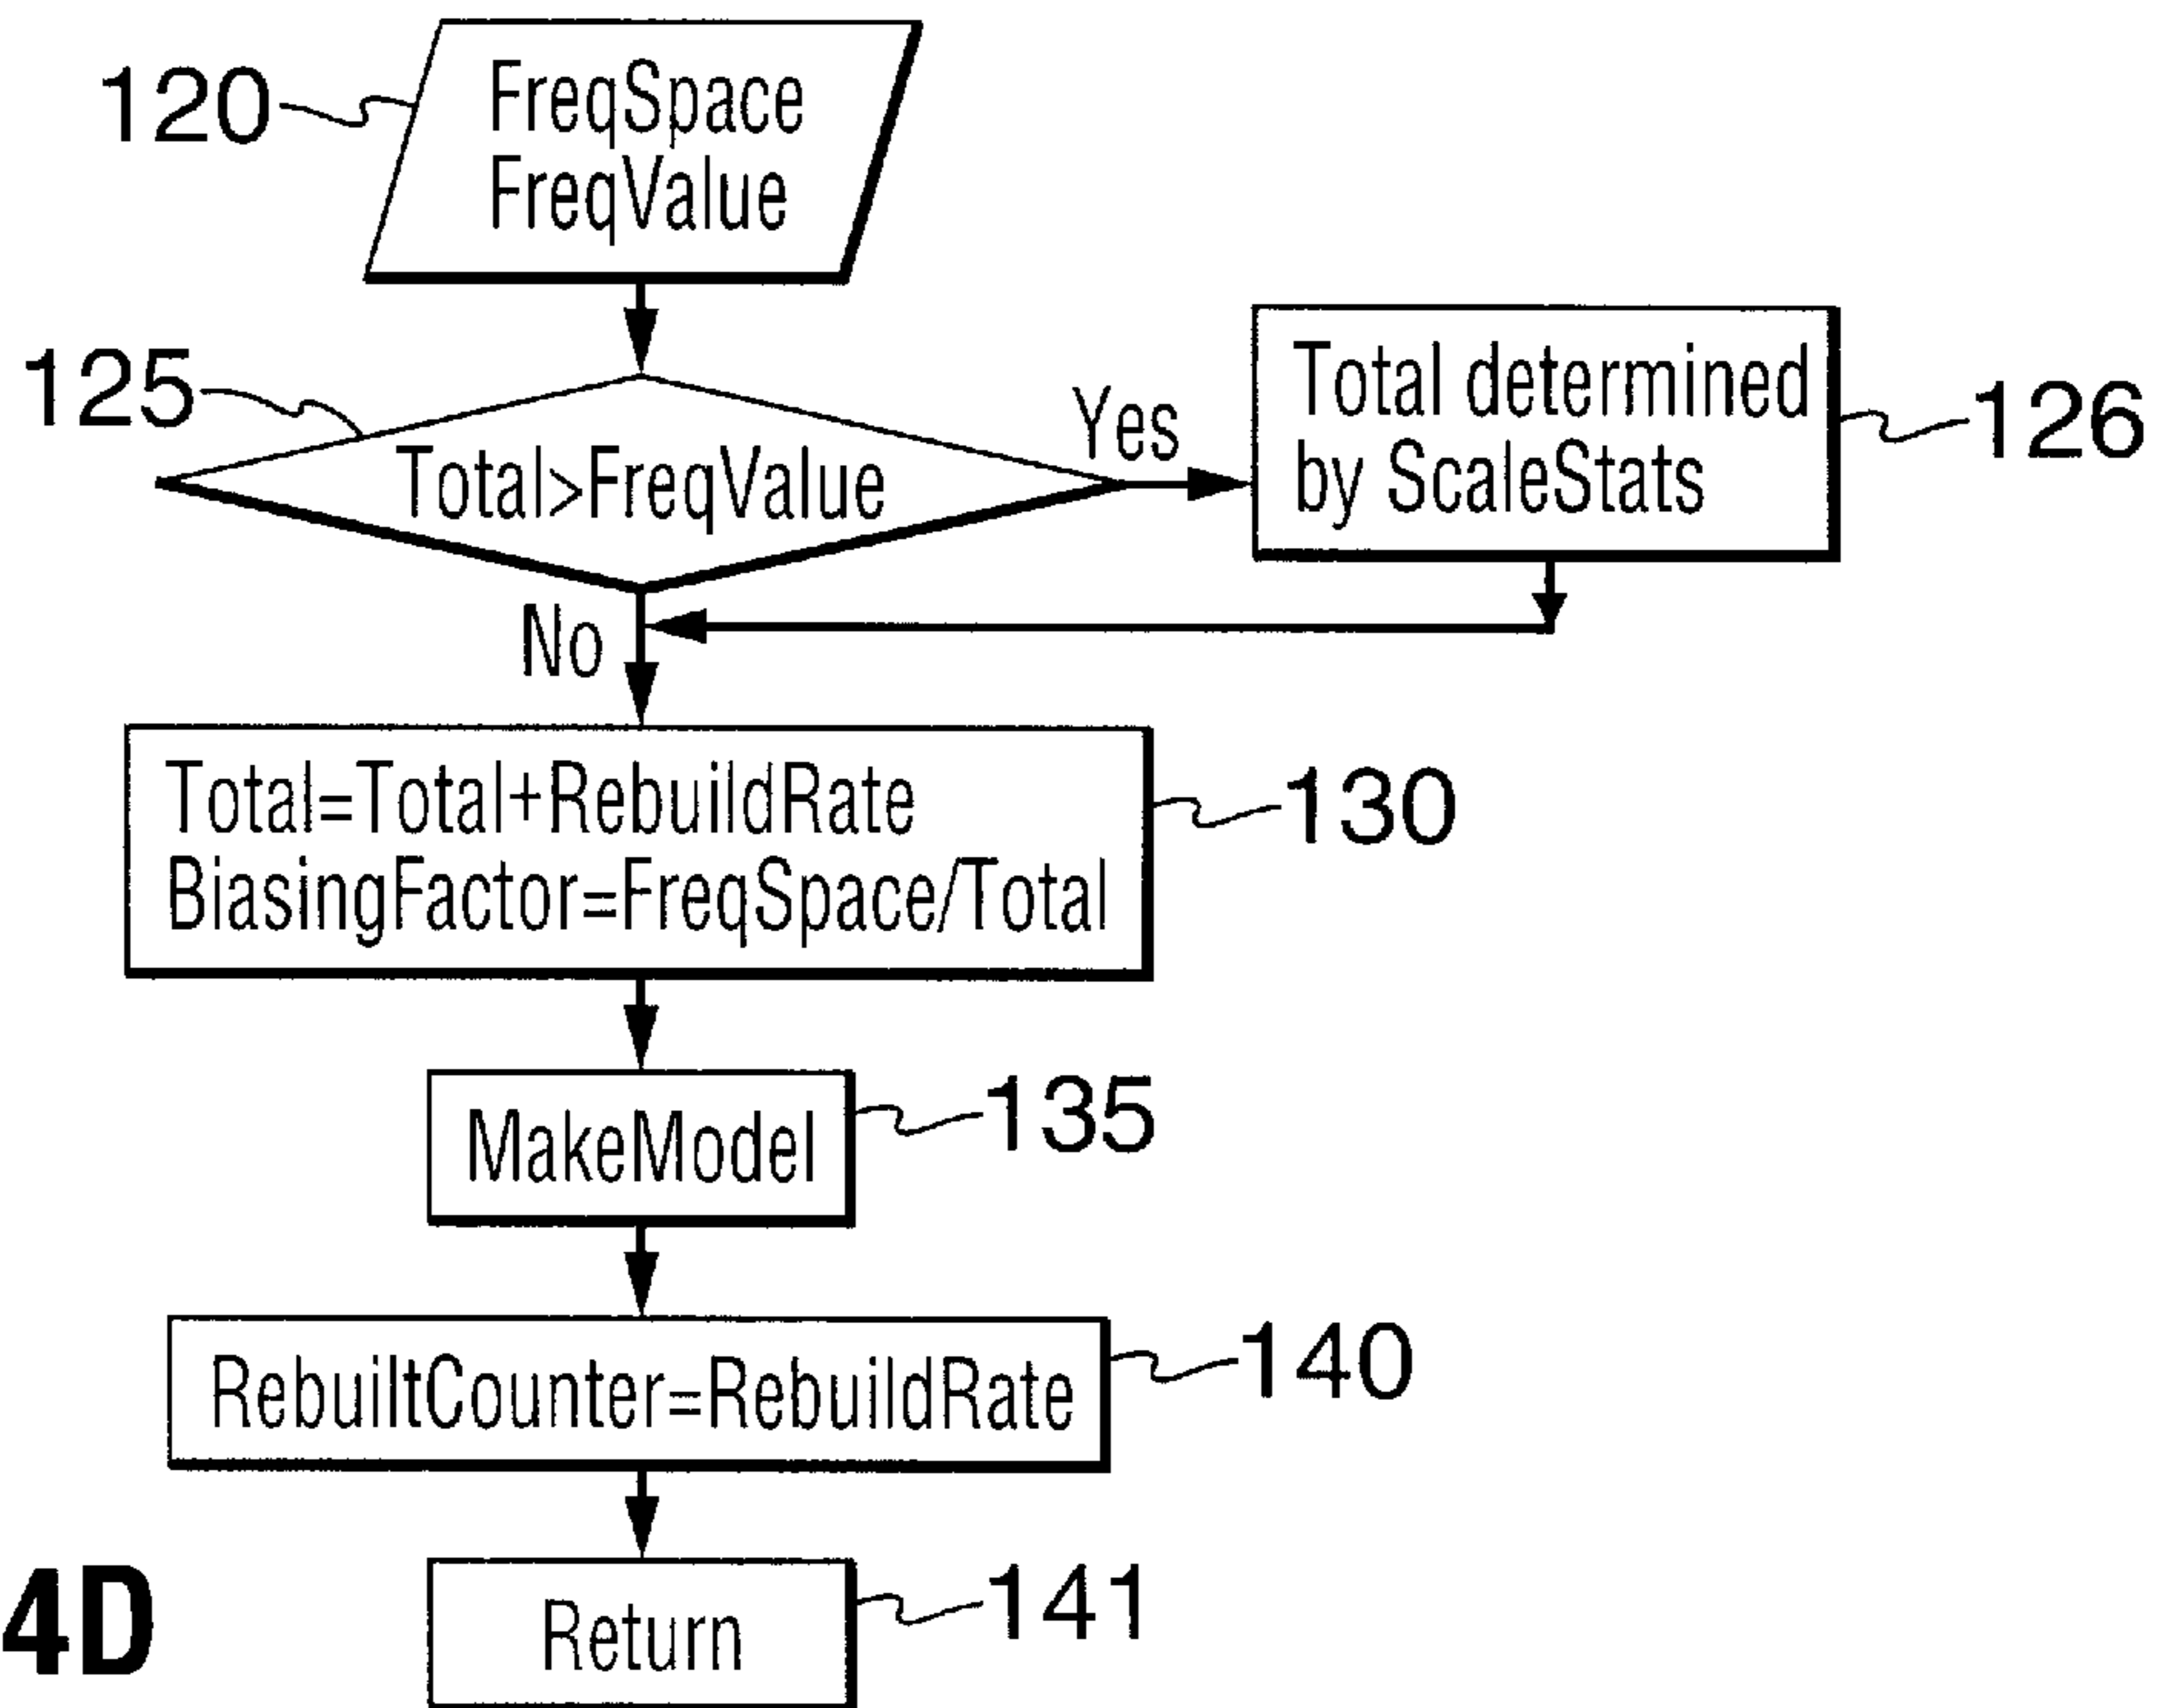 120
FreqSpace
FreqValue
125
Total>FreqValue
Yes
Total determined
by ScaleStats
126
No
Total=Total+RebuildRate
BiasingFactor=FreqSpace/Total
130
MakeModel
135
RebuiltCounter=RebuildRate
140
Return
141
4D